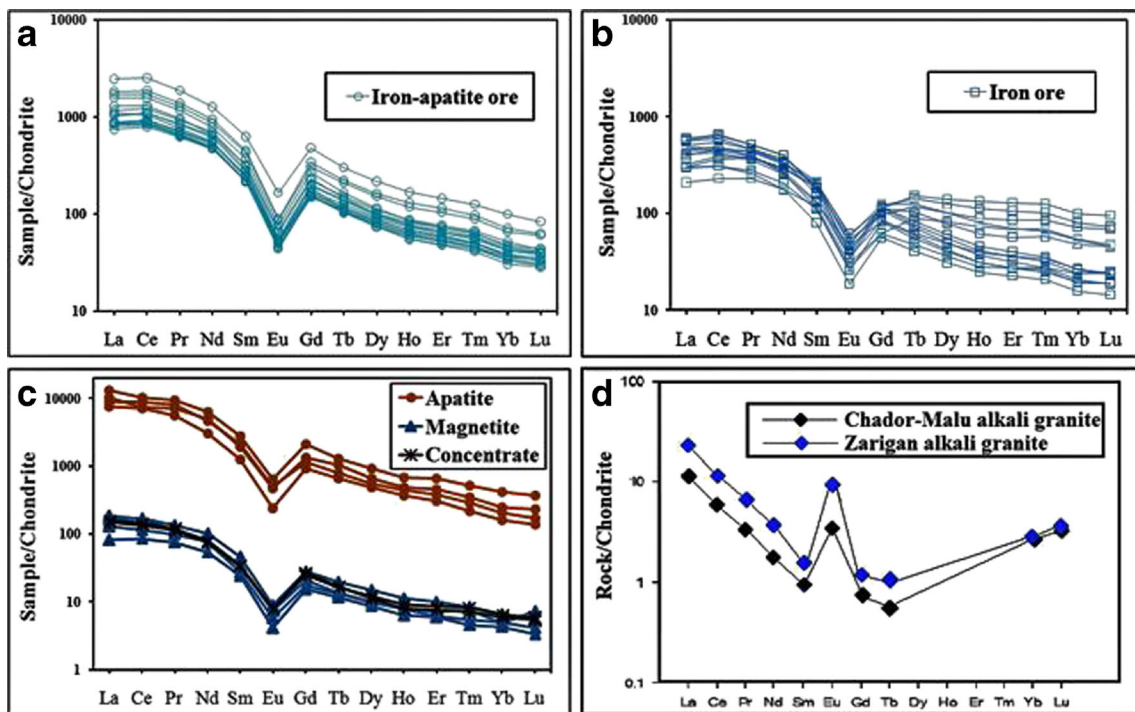 a
10000
1000
100
10
Sample/Chondrite
Iron-apatite ore
La Ce Pr Nd Sm Eu Gd Tb Dy Ho Er Tm Yb Lu
b
10000
1000
100
10
Sample/Chondrite
Iron ore
La Ce Pr Nd Sm Eu Gd Tb Dy Ho Er Tm Yb Lu
c
10000
1000
100
10
1
Sample/Chondrite
Apatite
Magnetite
Concentrate
La Ce Pr Nd Sm Eu Gd Tb Dy Ho Er Tm Yb Lu
d
100
10
1
0.1
Rock/Chondrite
Chador-Malu alkali granite
Zarigan alkali granite
La Ce Pr Nd Sm Eu Gd Tb Dy Ho Er Tm Yb Lu